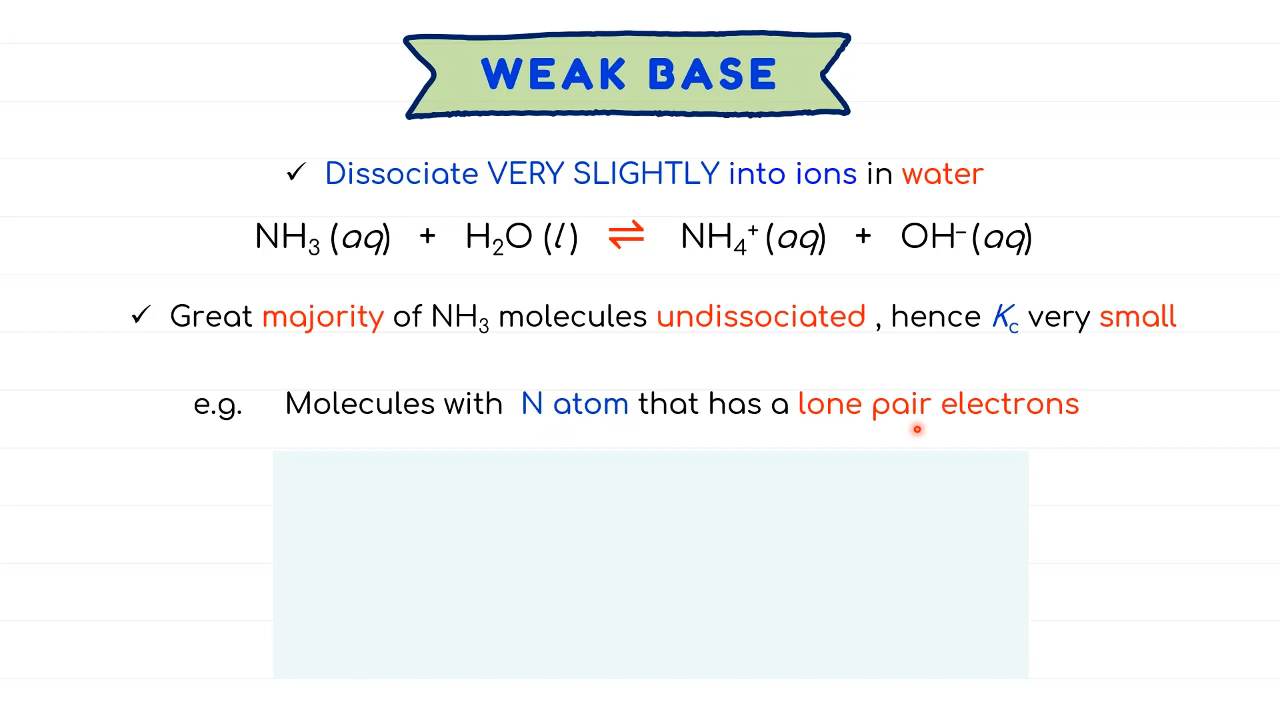 WEAK BASE
✓ Dissociate VERY SLIGHTLY into ions in water
NH₃ (aq) + H₂O (l) ⇌ NH₄⁺ (aq) + OH⁻ (aq)
✓ Great majority of NH₃ molecules undissociated , hence K꜀ very small
e.g. Molecules with N atom that has a lone pair electrons